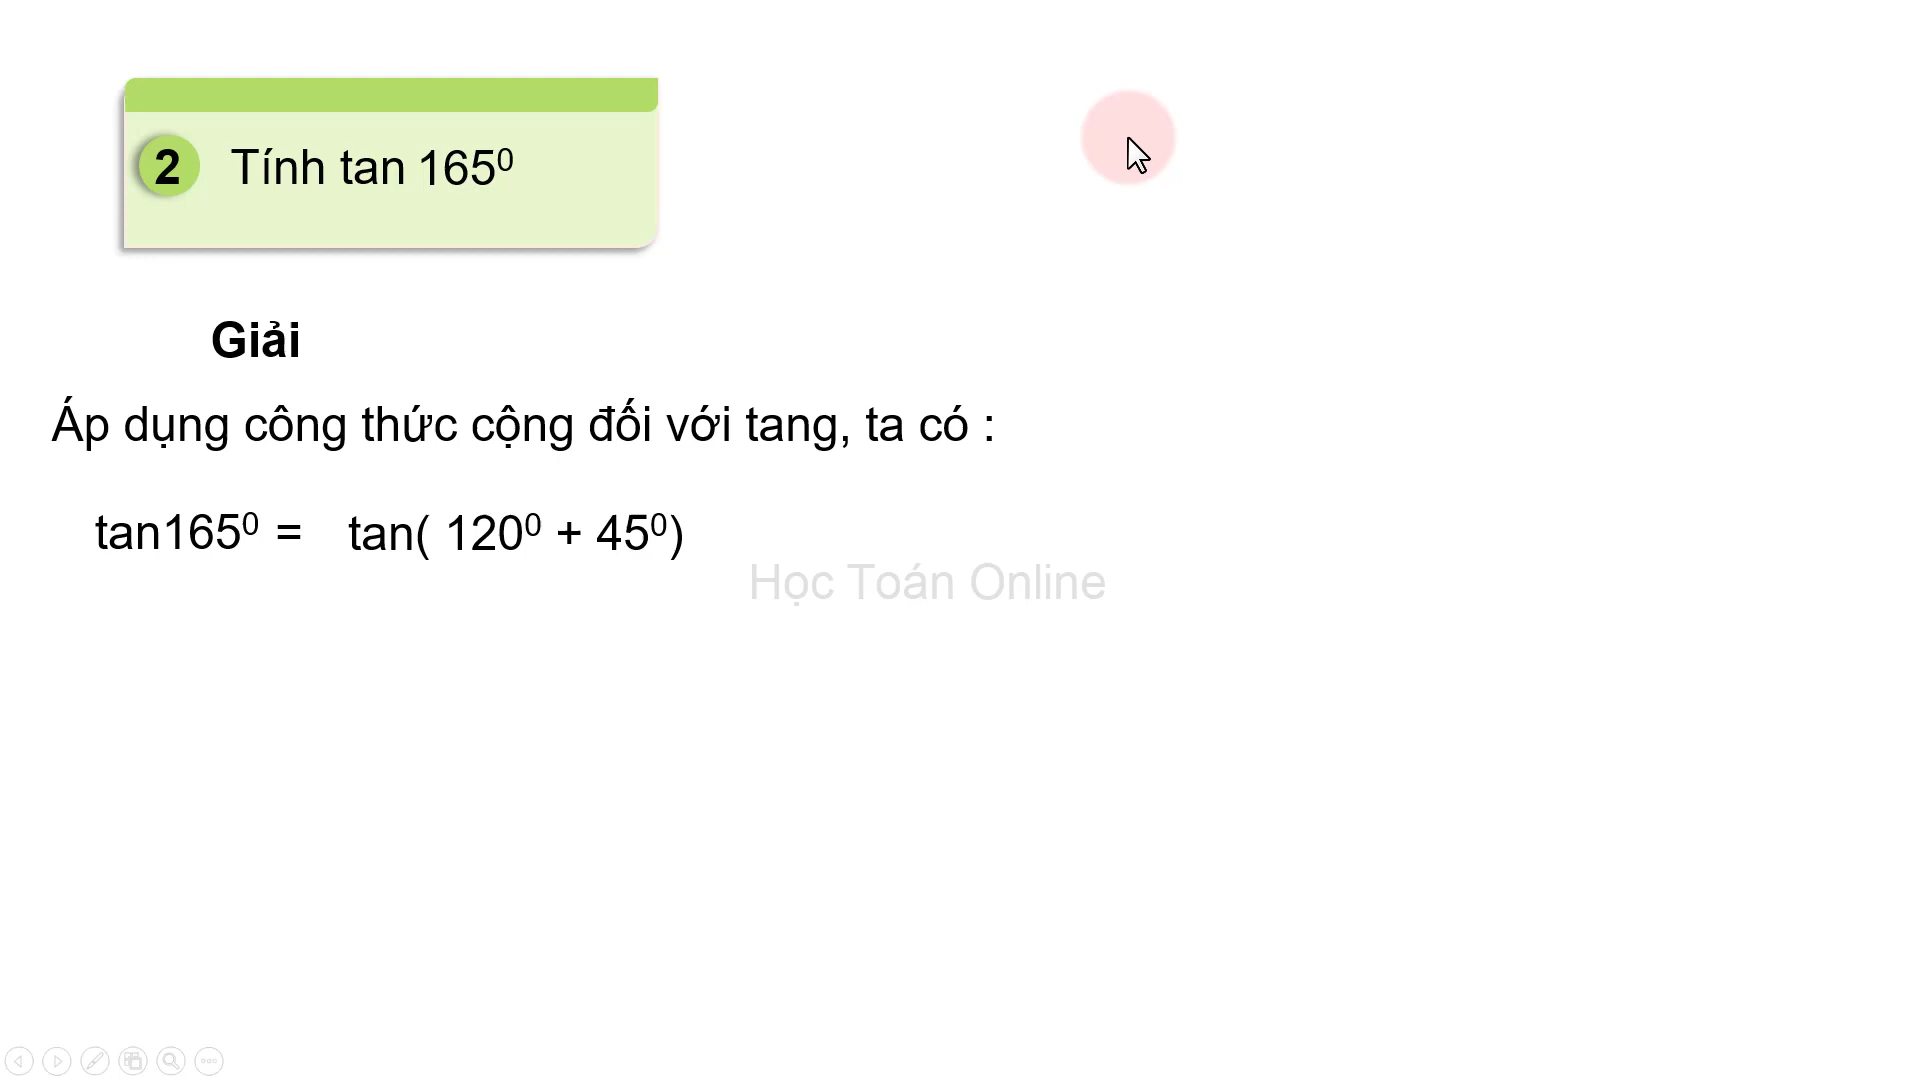 2 Tính tan 165⁰
Giải
Áp dụng công thức cộng đối với tang, ta có :
tan165⁰ = tan( 120⁰ + 45⁰)
Học Toán Online